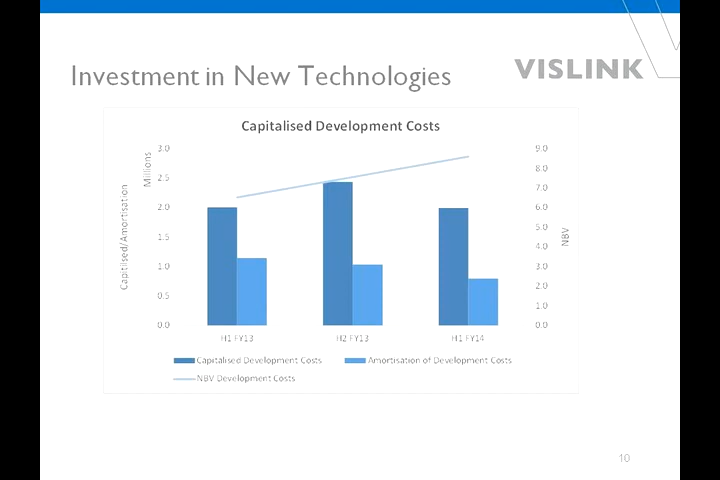 Investment in New Technologies
VISLINK
Capitalised Development Costs
Millions
Capitilsed/Amortisation
3.0
2.5
2.0
1.5
1.0
0.5
0.0
9.0
8.0
7.0
6.0
5.0
4.0
3.0
2.0
1.0
0.0
NBV
H1 FY13
H2 FY13
H1 FY14
Capitalised Development Costs
Amortisation of Development Costs
NBV Development Costs
10